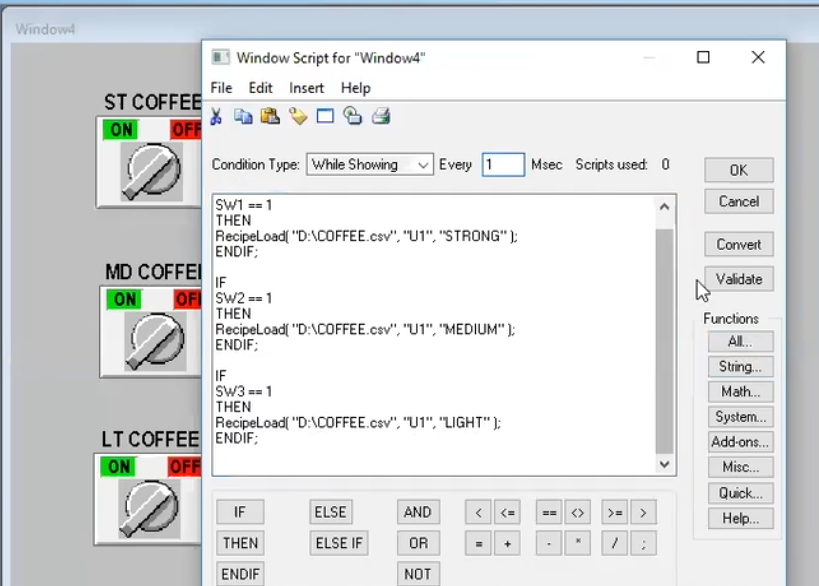 Window4
Window Script for "Window4"
File Edit Insert Help
Condition Type: While Showing Every 1 Msec Scripts used: 0
OK
Cancel
Convert
Validate
Functions
All...
String...
Math...
System...
Add-ons...
Misc...
Quick...
Help...
SW1 == 1
THEN
RecipeLoad( "D:\COFFEE.csv", "U1", "STRONG" );
ENDIF;
IF
SW2 == 1
THEN
RecipeLoad( "D:\COFFEE.csv", "U1", "MEDIUM" );
ENDIF;
IF
SW3 == 1
THEN
RecipeLoad( "D:\COFFEE.csv", "U1", "LIGHT" );
ENDIF;
IF ELSE AND < <= == <> >= >
THEN ELSE IF OR = + - * / ;
ENDIF NOT
ST COFFEE
ON OFF
MD COFFEE
ON OFF
LT COFFEE
ON OFF